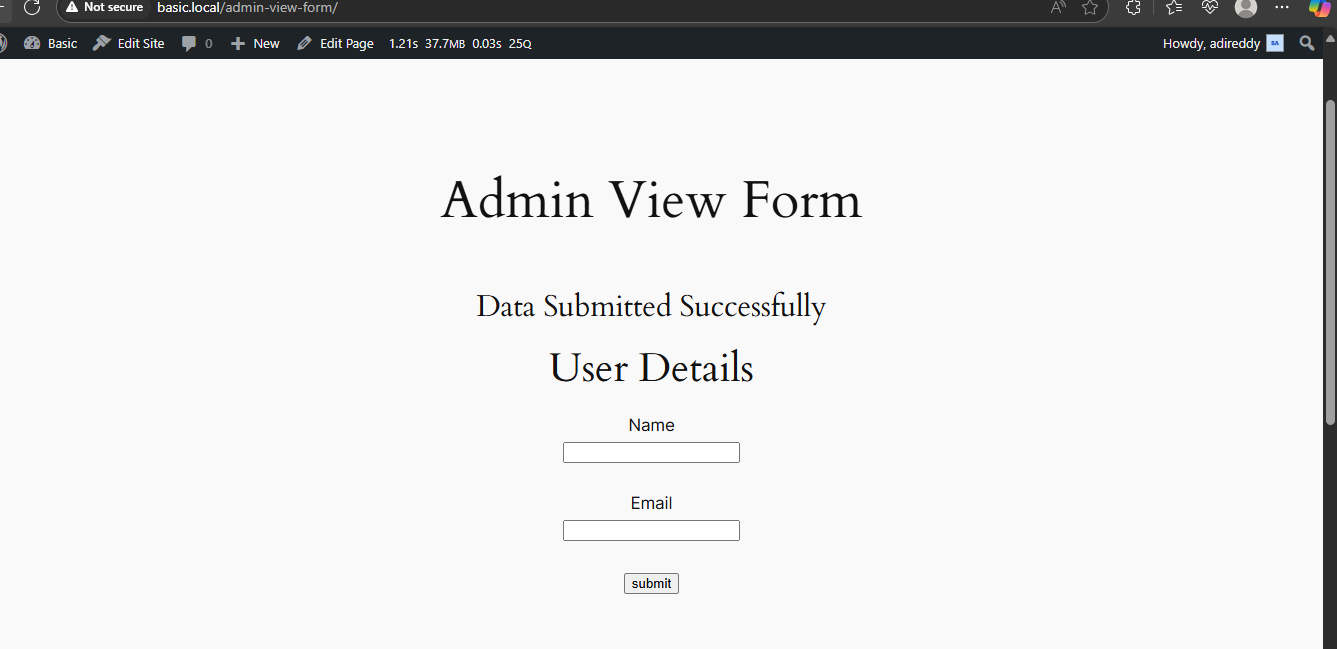 Not secure basic.local/admin-view-form/
Basic Edit Site 0 New Edit Page 1.21s 37.7MB 0.03s 25Q Howdy, adireddy
Admin View Form
Data Submitted Successfully
User Details
Name
Email
submit